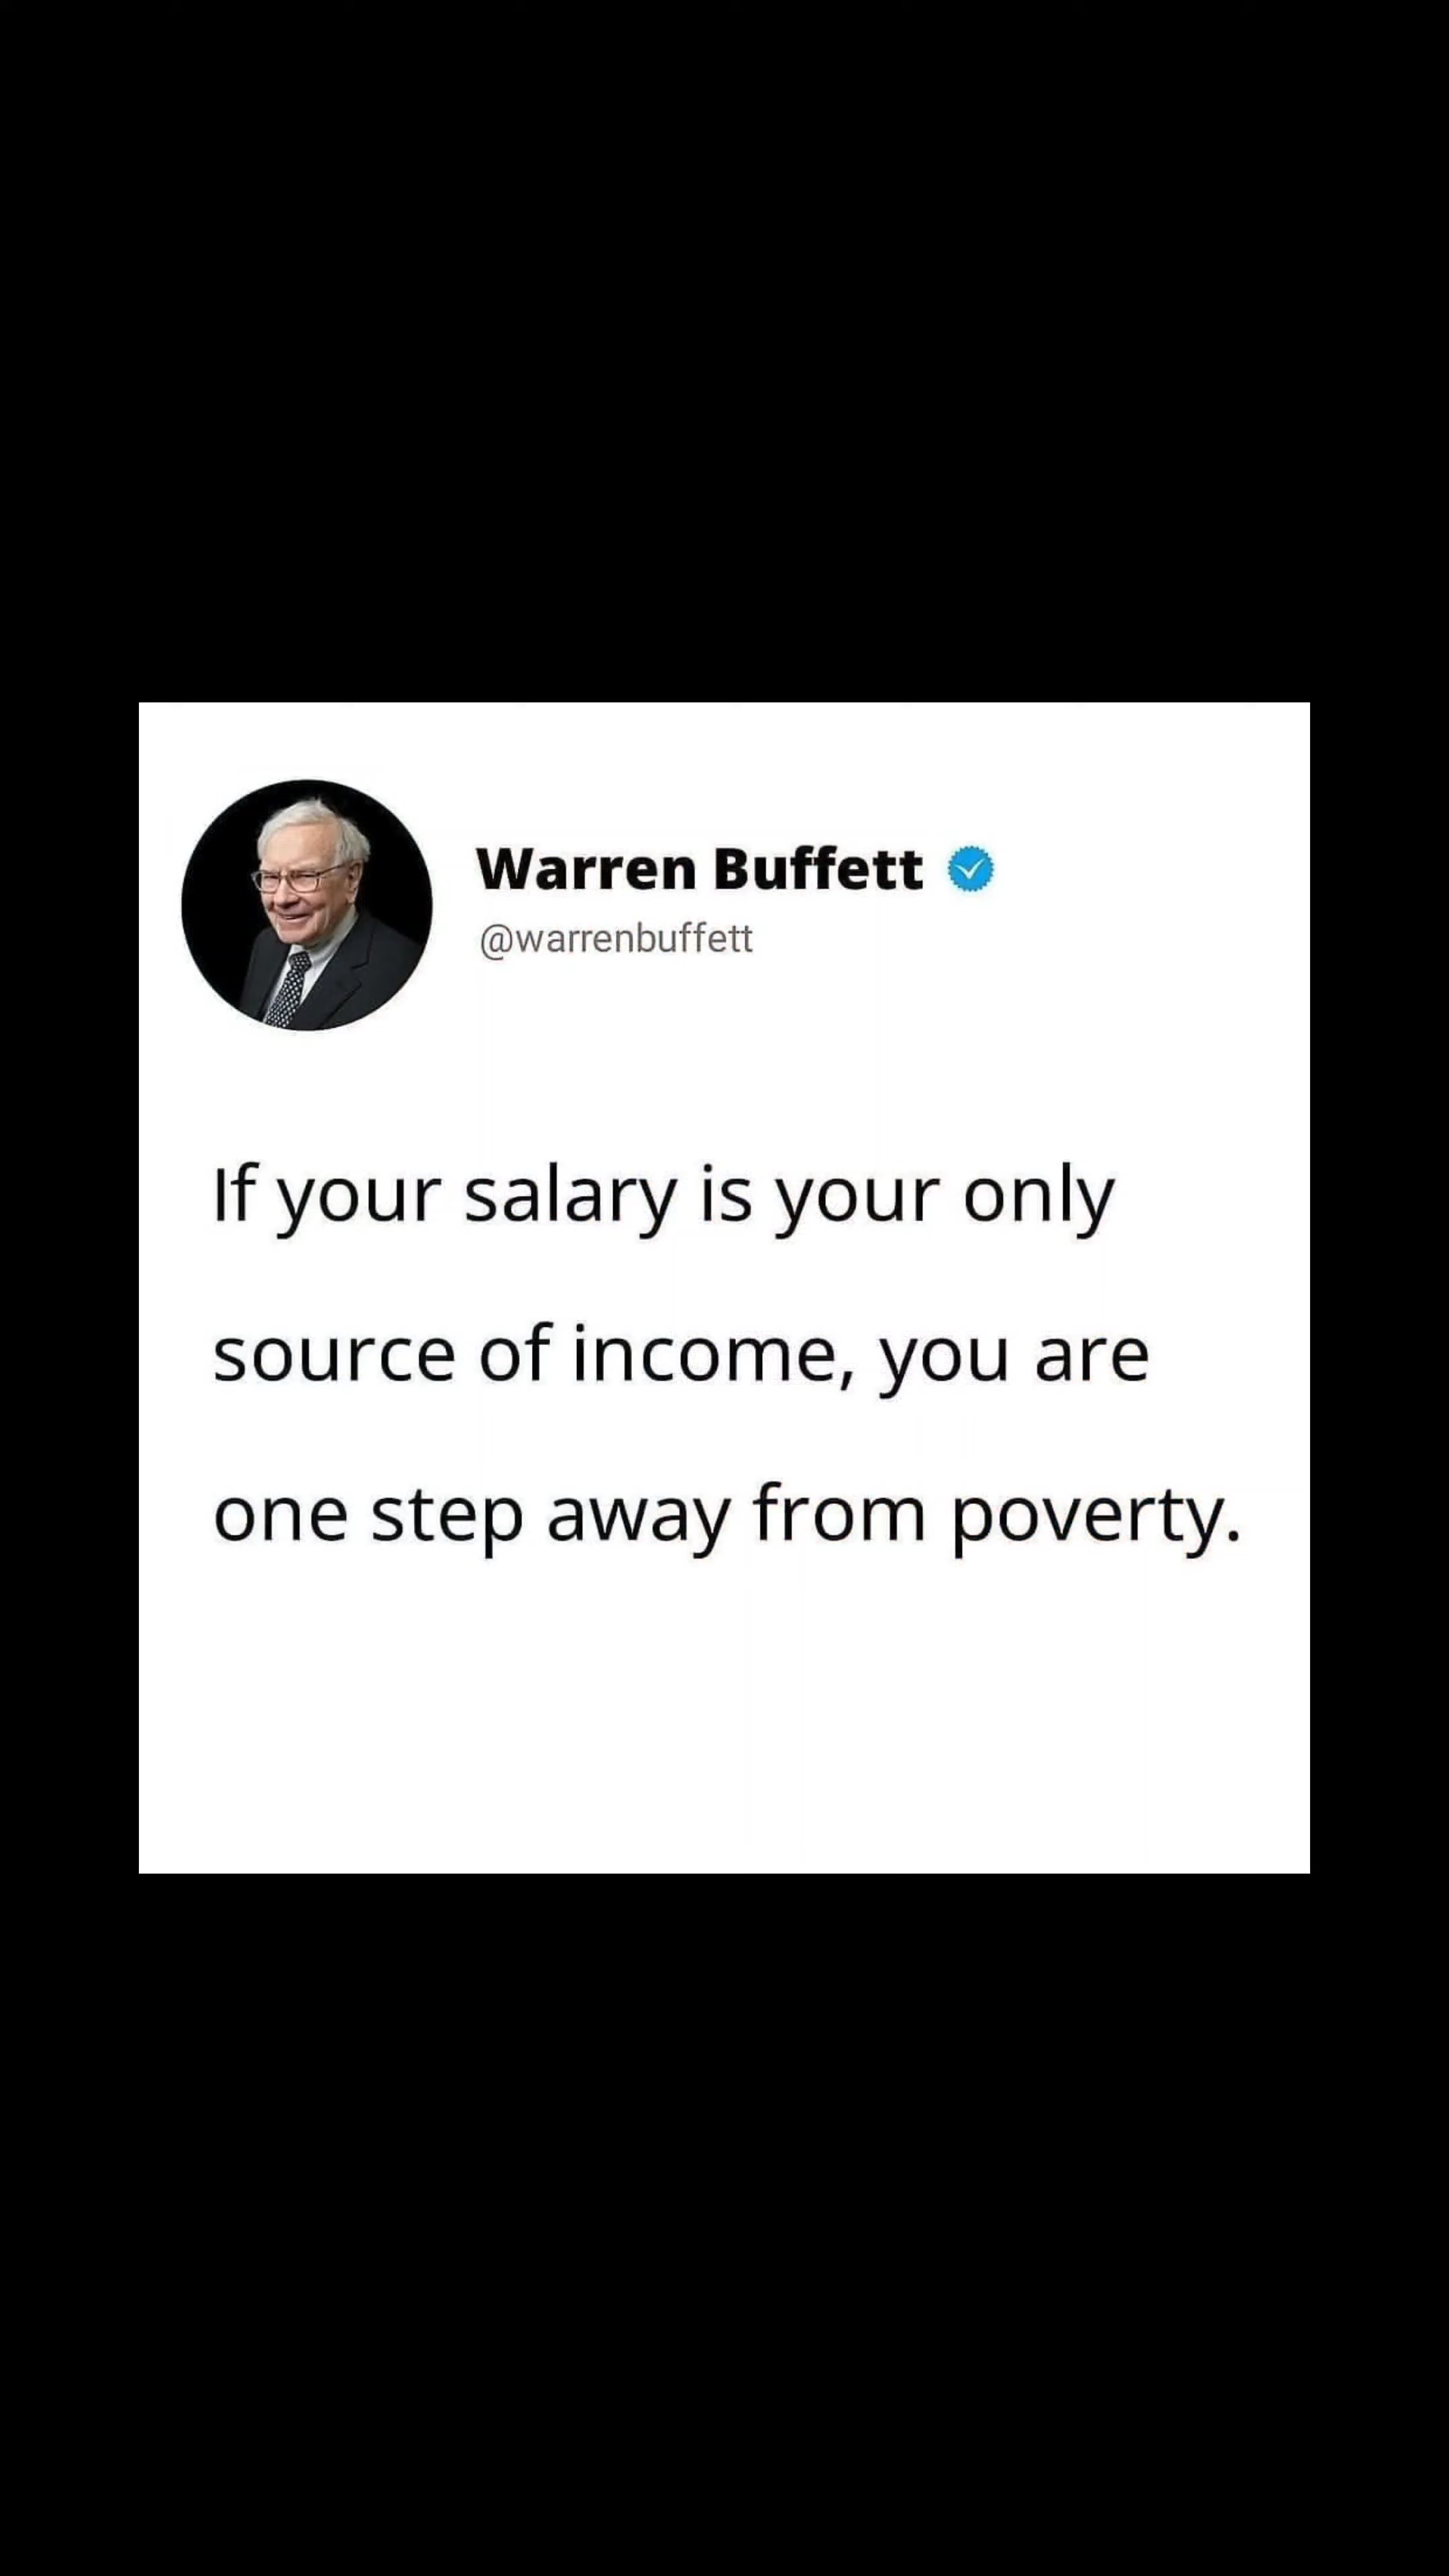 Warren Buffett
@warrenbuffett
If your salary is your only
source of income, you are
one step away from poverty.